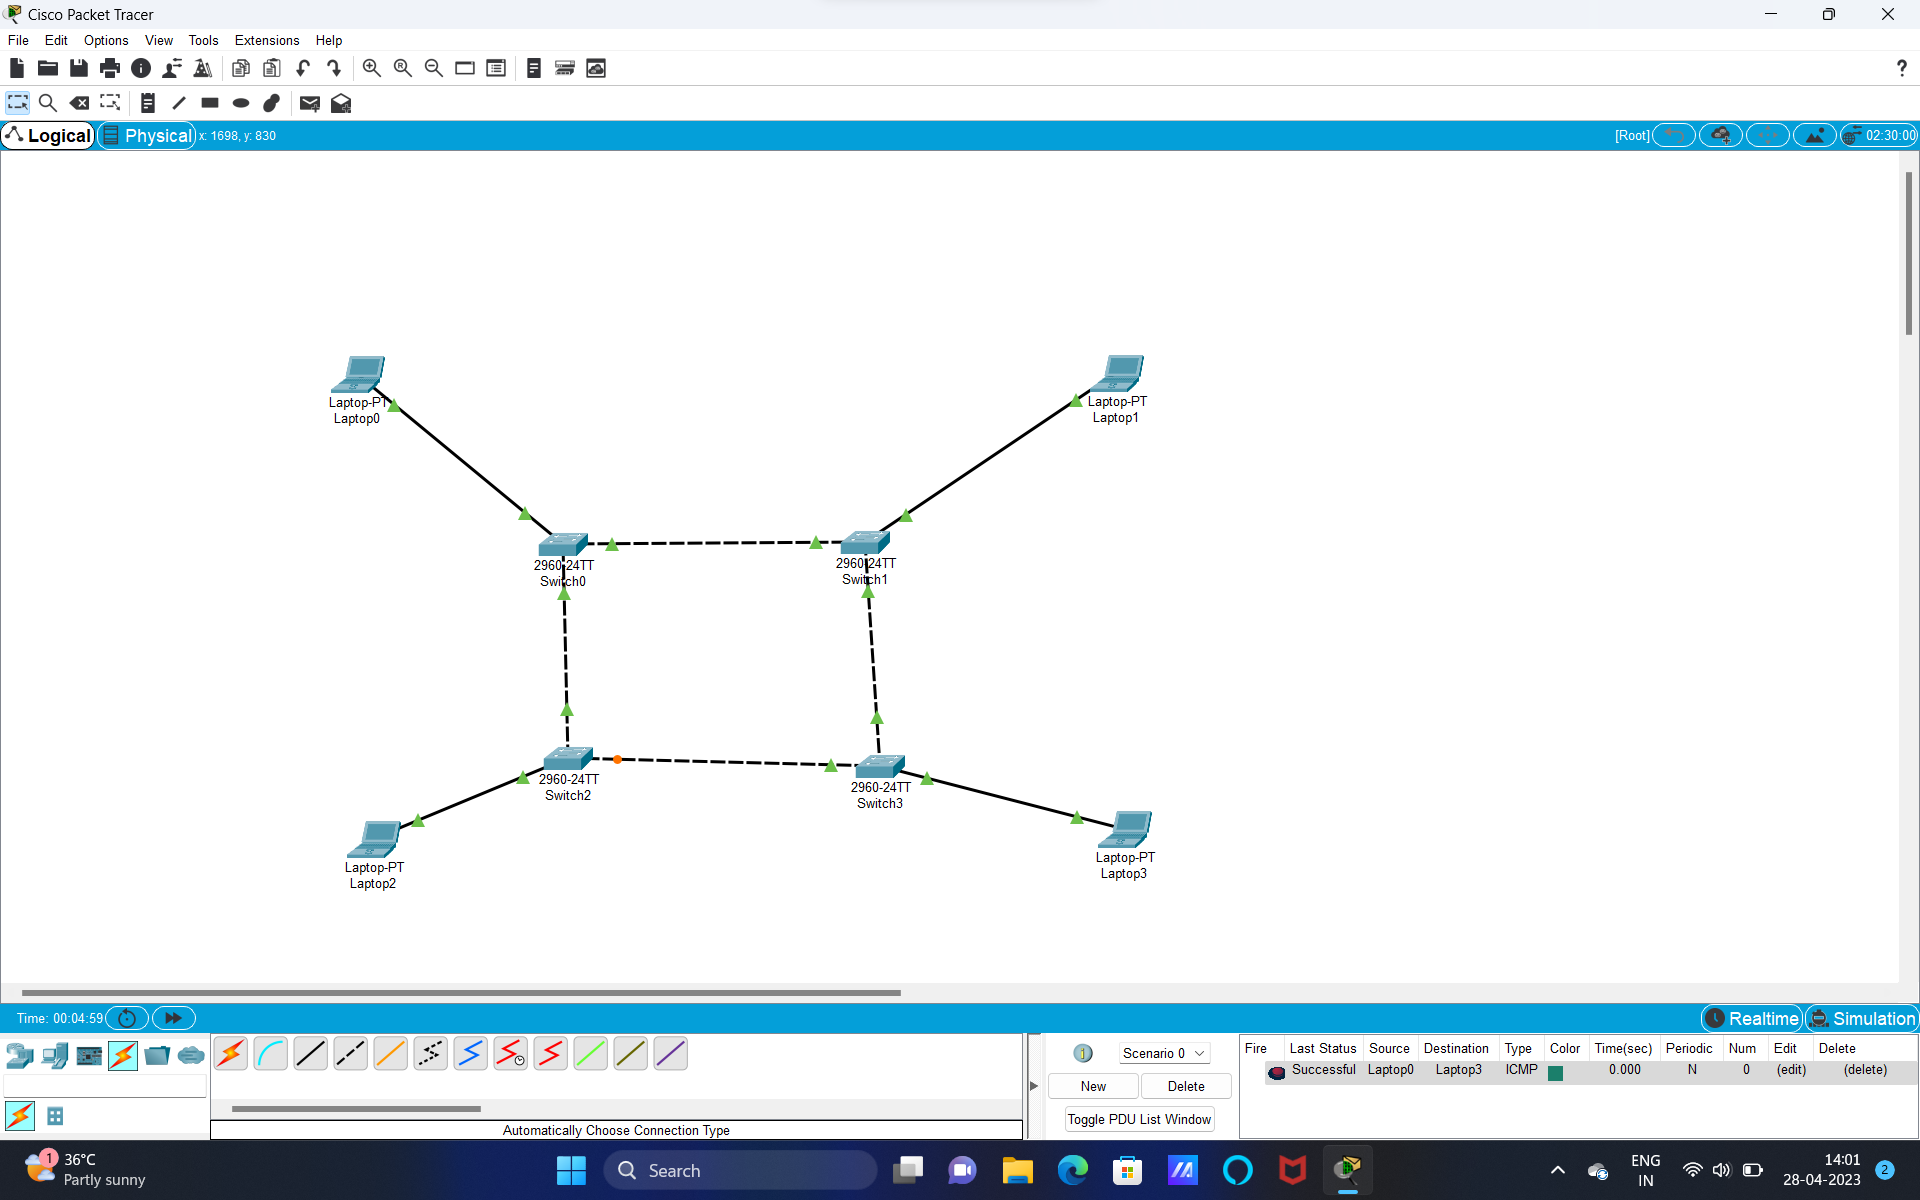 Cisco Packet Tracer
File Edit Options View Tools Extensions Help
?
Logical Physical x: 1698, y: 830 [Root] 02:30:00
Laptop-PT
Laptop0
Laptop-PT
Laptop1
2960-24TT
Switch0
2960-24TT
Switch1
2960-24TT
Switch2
2960-24TT
Switch3
Laptop-PT
Laptop2
Laptop-PT
Laptop3
Time: 00:04:59 Realtime Simulation
Scenario 0
New Delete
Toggle PDU List Window
Fire Last Status Source Destination Type Color Time(sec) Periodic Num Edit Delete
Successful Laptop0 Laptop3 ICMP 0.000 N 0 (edit) (delete)
Automatically Choose Connection Type
1
36°C
Partly sunny
Search
ENG
IN
14:01
28-04-2023
2